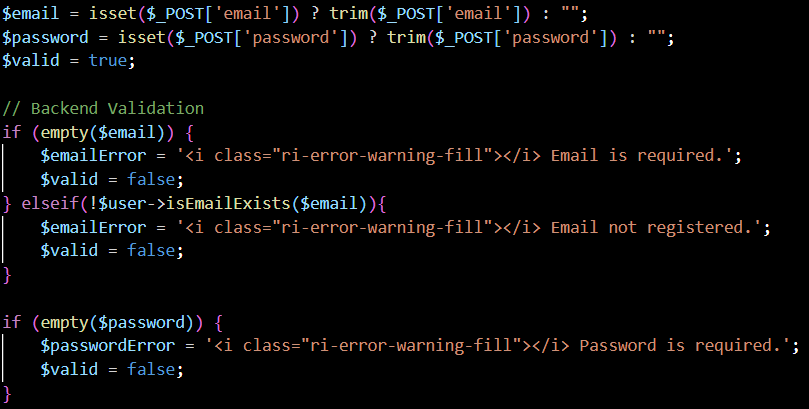 $email = isset($_POST['email']) ? trim($_POST['email']) : "";
$password = isset($_POST['password']) ? trim($_POST['password']) : "";
$valid = true;

// Backend Validation
if (empty($email)) {
    $emailError = '<i class="ri-error-warning-fill"></i> Email is required.';
    $valid = false;
} elseif(!$user->isEmailExists($email)){
    $emailError = '<i class="ri-error-warning-fill"></i> Email not registered.';
    $valid = false;
}

if (empty($password)) {
    $passwordError = '<i class="ri-error-warning-fill"></i> Password is required.';
    $valid = false;
}